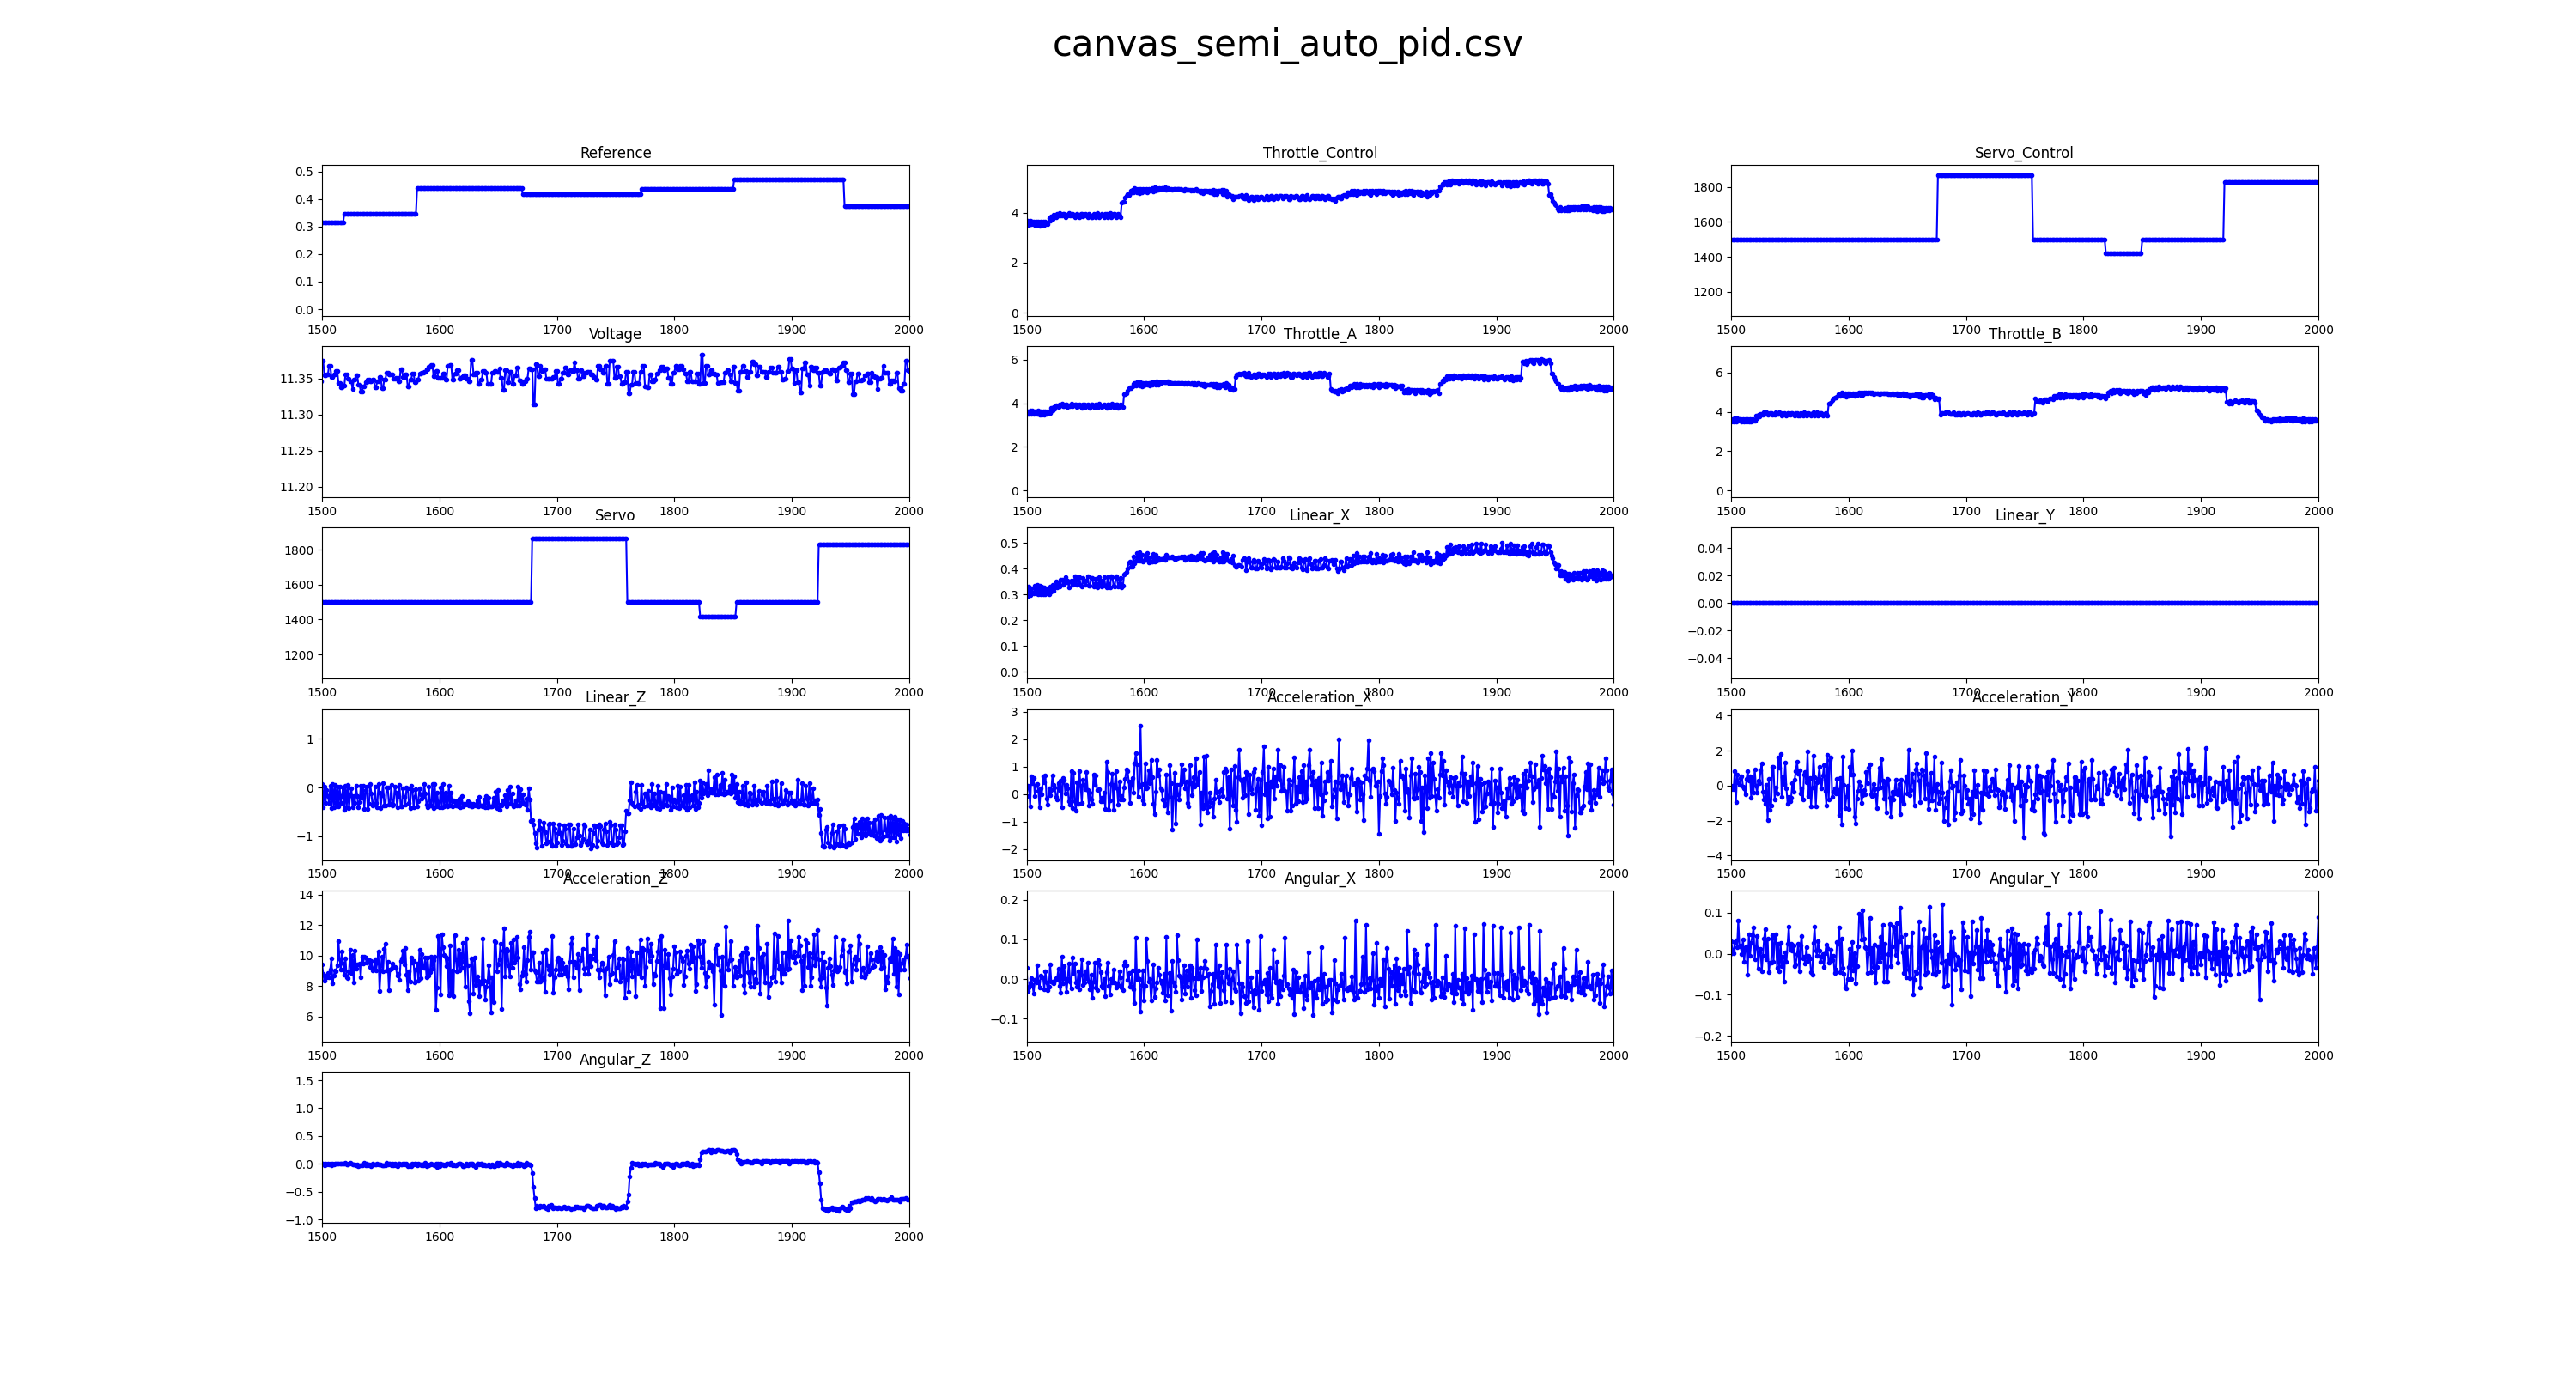 canvas_semi_auto_pid.csv
Reference
0.5
0.4
0.3
0.2
0.1
0.0
1500 1600 1700 1800 1900 2000
Throttle_Control
4
2
0
1500 1600 1700 1800 1900 2000
Servo_Control
1800
1600
1400
1200
1500 1600 1700 1800 1900 2000
Voltage
11.35
11.30
11.25
11.20
1500 1600 1700 1800 1900 2000
Throttle_A
6
4
2
0
1500 1600 1700 1800 1900 2000
Throttle_B
6
4
2
0
1500 1600 1700 1800 1900 2000
Servo
1800
1600
1400
1200
1500 1600 1700 1800 1900 2000
Linear_X
0.5
0.4
0.3
0.2
0.1
0.0
1500 1600 1700 1800 1900 2000
Linear_Y
0.04
0.02
0.00
−0.02
−0.04
1500 1600 1700 1800 1900 2000
Linear_Z
1
0
−1
1500 1600 1700 1800 1900 2000
Acceleration_X
3
2
1
0
−1
−2
1500 1600 1700 1800 1900 2000
Acceleration_Y
4
2
0
−2
−4
1500 1600 1700 1800 1900 2000
Acceleration_Z
14
12
10
8
6
1500 1600 1700 1800 1900 2000
Angular_X
0.2
0.1
0.0
−0.1
1500 1600 1700 1800 1900 2000
Angular_Y
0.1
0.0
−0.1
−0.2
1500 1600 1700 1800 1900 2000
Angular_Z
1.5
1.0
0.5
0.0
−0.5
−1.0
1500 1600 1700 1800 1900 2000